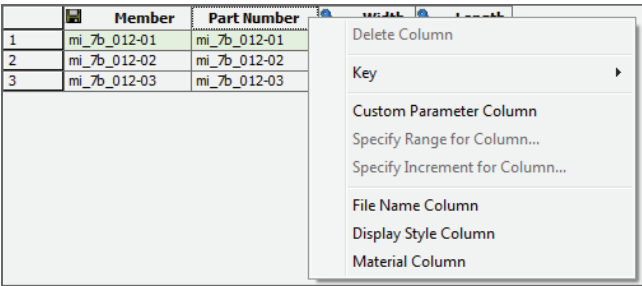 Member Part Number Width Length
1 mi_7b_012-01 mi_7b_012-01
2 mi_7b_012-02 mi_7b_012-02
3 mi_7b_012-03 mi_7b_012-03
Delete Column
Key
Custom Parameter Column
Specify Range for Column...
Specify Increment for Column...
File Name Column
Display Style Column
Material Column